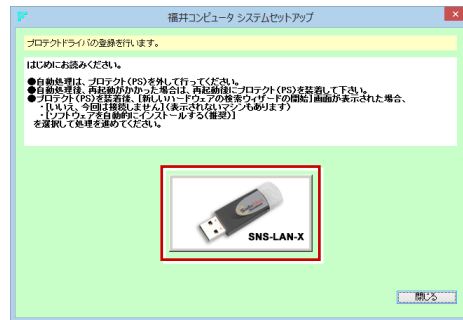 福井コンピュータ システムセットアップ
プロテクトドライバの登録を行います。
はじめにお読みください。
●自動処理は、プロテクト(PS)を外して行ってください。
●自動処理後、再起動がかかった場合は、再起動後にプロテクト(PS)を装着して下さい。
●プロテクト(PS)を装着後、[新しいハードウェアの検索ウィザードの開始]画面が表示された場合、
・[いいえ、今回は接続しません](表示されないマシンもあります)
・[ソフトウェアを自動的にインストールする(推奨)]
を選択して処理を進めてください。
SNS-LAN-X
閉じる